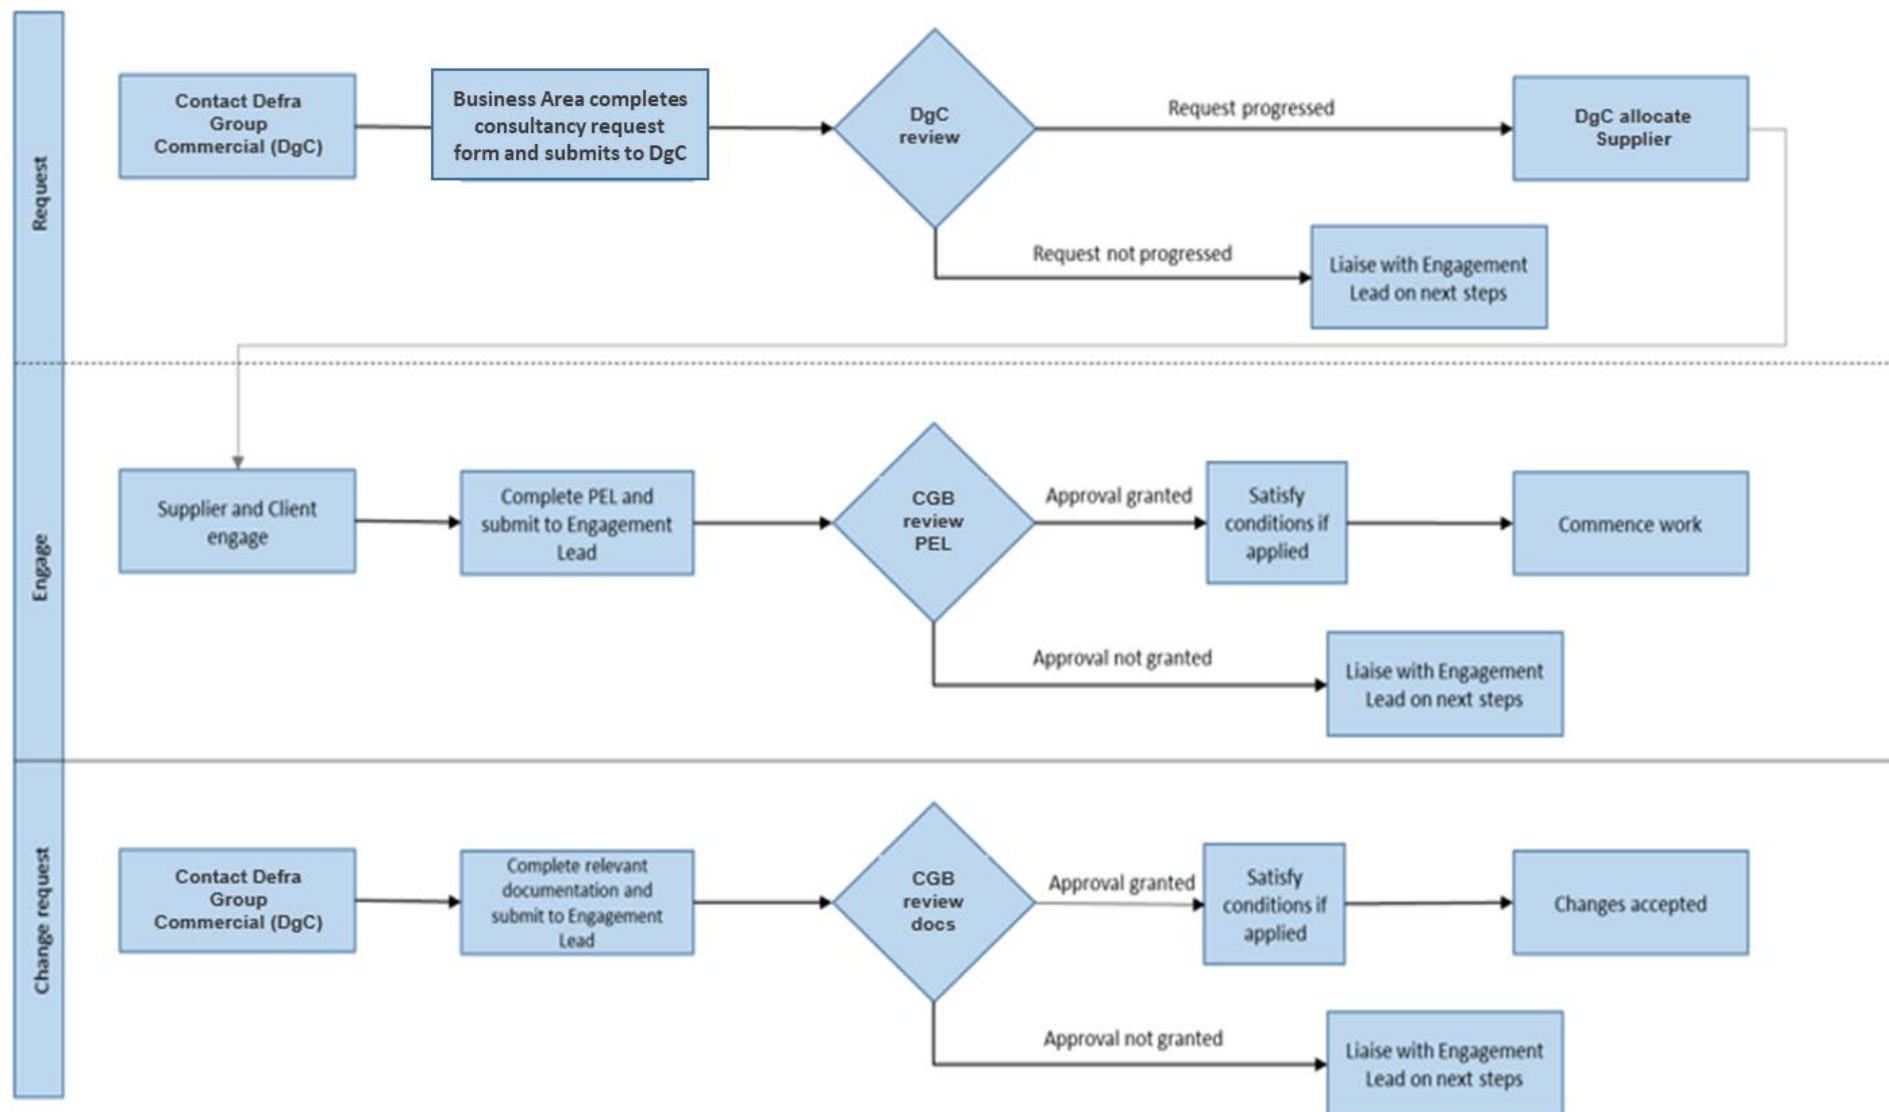 Request
Contact Defra
Group
Commercial (DgC)
Business Area completes
consultancy request
form and submits to DgC
DgC
review
Request progressed
DgC allocate
Supplier
Request not progressed
Liaise with Engagement
Lead on next steps
Engage
Supplier and Client
engage
Complete PEL and
submit to Engagement
Lead
CGB
review
PEL
Approval granted
Satisfy
conditions if
applied
Commence work
Approval not granted
Liaise with Engagement
Lead on next steps
Change request
Contact Defra
Group
Commercial (DgC)
Complete relevant
documentation and
submit to Engagement
Lead
CGB
review
docs
Approval granted
Satisfy
conditions if
applied
Changes accepted
Approval not granted
Liaise with Engagement
Lead on next steps